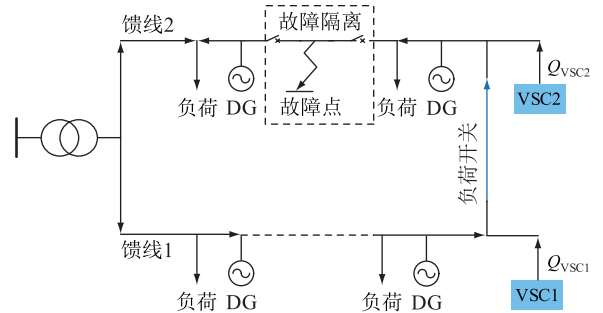 馈线2
故障隔离
负荷
DG
故障点
负荷
DG
Q_VSC2
VSC2
负荷开关
馈线1
负荷
DG
负荷
DG
Q_VSC1
VSC1